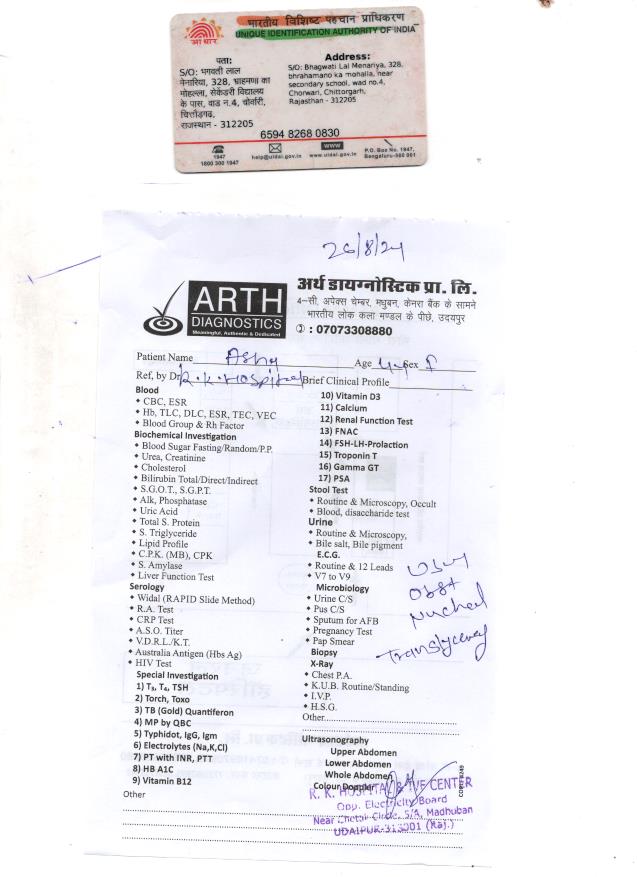 भारतीय विशिष्ट पहचान प्राधिकरण
UNIQUE IDENTIFICATION AUTHORITY OF INDIA
आधार
पता:
S/O: भगवती लाल
मेनारिया, 328, भ्राहमणा का
मोहल्ला, सेकेंडरी विद्यालय
के पास, वाड न.4, चोर्वारी,
चित्तौड़गढ़,
राजस्थान - 312205
Address:
S/O: Bhagwati Lal Menariya, 328,
bhrahamano ka mohalla, near
secondary school, wad no.4,
Chorwari, Chittorgarh,
Rajasthan - 312205
6594 8268 0830
1947
1800 300 1947
help@uidai.gov.in
www
www.uidai.gov.in
P.O. Box No. 1947,
Bengaluru-560 001
26/8/24
ARTH
DIAGNOSTICS
Meaningful, Authentic & Dedicated
अर्थ डायग्नोस्टिक प्रा. लि.
4-सी, अपेक्स चेम्बर, मधुबन, केनरा बैंक के सामने
भारतीय लोक कला मण्डल के पीछे, उदयपुर
: 07073308880
Patient Name Age Sex F
Ref, by Dr. R.K. Hospital Brief Clinical Profile
Blood
CBC, ESR
Hb, TLC, DLC, ESR, TEC, VEC
Blood Group & Rh Factor
Biochemical Investigation
Blood Sugar Fasting/Random/P.P.
Urea, Creatinine
Cholesterol
Bilirubin Total/Direct/Indirect
S.G.O.T., S.G.P.T.
Alk, Phosphatase
Uric Acid
Total S. Protein
S. Triglyceride
Lipid Profile
C.P.K. (MB), CPK
S. Amylase
Liver Function Test
Serology
Widal (RAPID Slide Method)
R.A. Test
CRP Test
A.S.O. Titer
V.D.R.L./K.T.
Australia Antigen (Hbs Ag)
HIV Test
Special Investigation
1) T₃, T₄, TSH
2) Torch, Toxo
3) TB (Gold) Quantiferon
4) MP by QBC
5) Typhidot, IgG, Igm
6) Electrolytes (Na,K,Cl)
7) PT with INR, PTT
8) HB A1C
9) Vitamin B12
Other
10) Vitamin D3
11) Calcium
12) Renal Function Test
13) FNAC
14) FSH-LH-Prolaction
15) Troponin T
16) Gamma GT
17) PSA
Stool Test
Routine & Microscopy, Occult
Blood, disaccharide test
Urine
Routine & Microscopy,
Bile salt, Bile pigment
E.C.G.
Routine & 12 Leads
V7 to V9
Microbiology
Urine C/S
Pus C/S
Sputum for AFB
Pregnancy Test
Pap Smear
Biopsy
X-Ray
Chest P.A.
K.U.B. Routine/Standing
I.V.P.
H.S.G.
Other
Ultrasonography
Upper Abdomen
Lower Abdomen
Whole Abdomen
Colour Doppler
Obst
Nuchal
Translucency
R. K. HOSPITAL & IVF CENTER
Opp. Electricity Board
Near Chetak Circle, 5/A, Madhuban
UDAIPUR-313001 (Raj.)